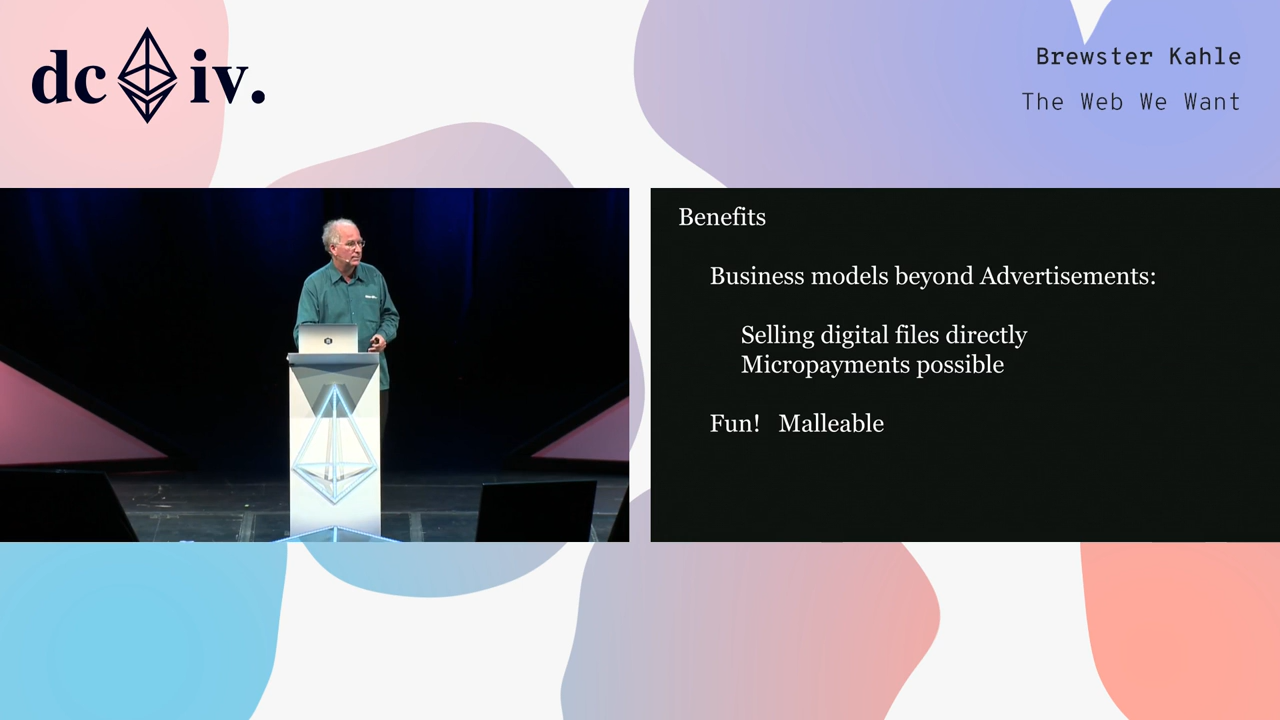 dc iv.
Brewster Kahle
The Web We Want
Benefits
Business models beyond Advertisements:
Selling digital files directly
Micropayments possible
Fun! Malleable